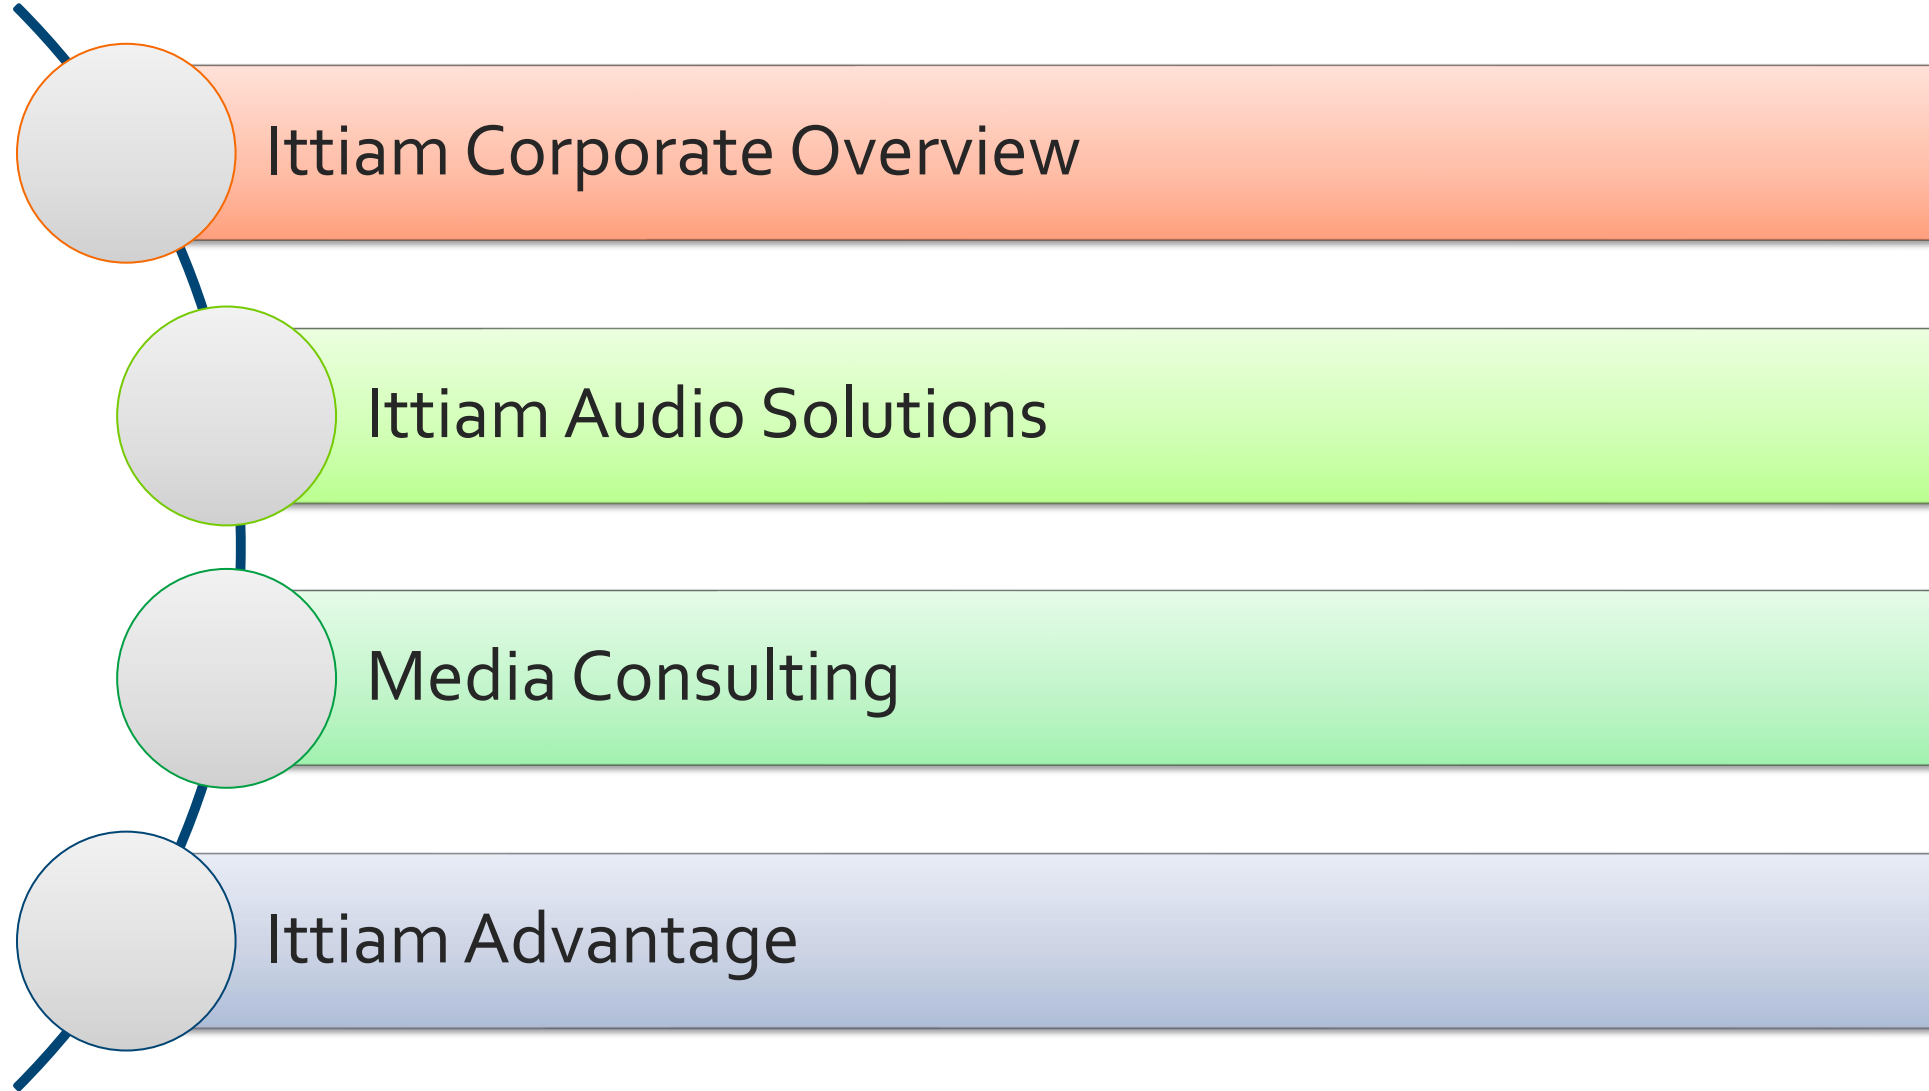 Ittiam Corporate Overview
Ittiam Audio Solutions
Media Consulting
Ittiam Advantage